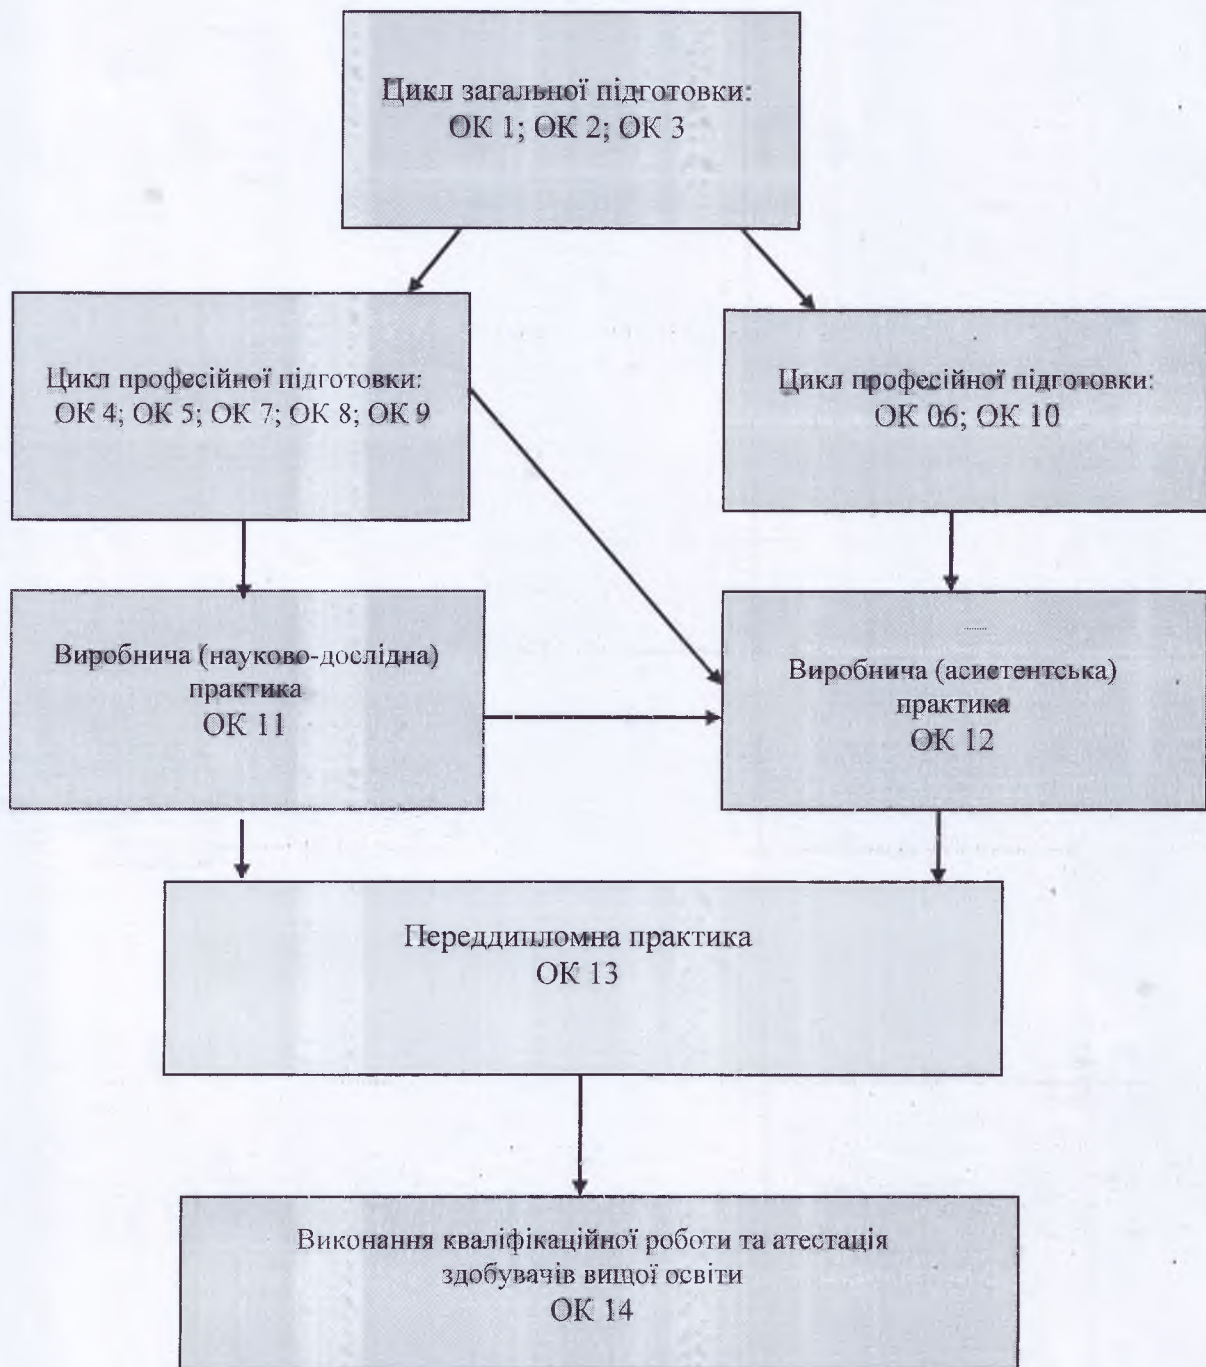 Цикл загальної підготовки:
ОК 1; ОК 2; ОК 3
Цикл професійної підготовки:
ОК 4; ОК 5; ОК 7; ОК 8; ОК 9
Цикл професійної підготовки:
ОК 06; ОК 10
Виробнича (науково-дослідна)
практика
ОК 11
Виробнича (асистентська)
практика
ОК 12
Переддипломна практика
ОК 13
Виконання кваліфікаційної роботи та атестація
здобувачів вищої освіти
ОК 14